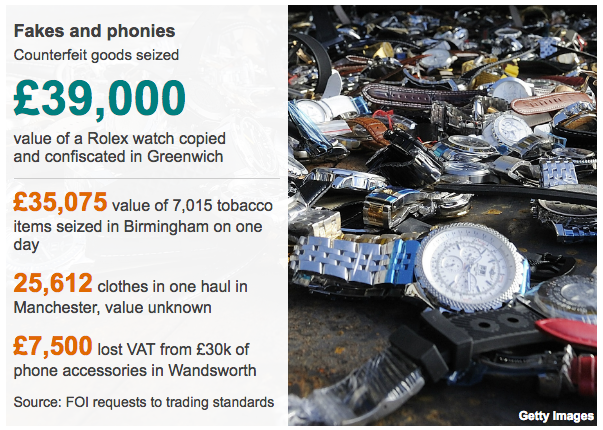 Fakes and phonies
Counterfeit goods seized
£39,000
value of a Rolex watch copied
and confiscated in Greenwich
£35,075 value of 7,015 tobacco
items seized in Birmingham on one
day
25,612 clothes in one haul in
Manchester, value unknown
£7,500 lost VAT from £30k of
phone accessories in Wandsworth
Source: FOI requests to trading standards
Getty Images